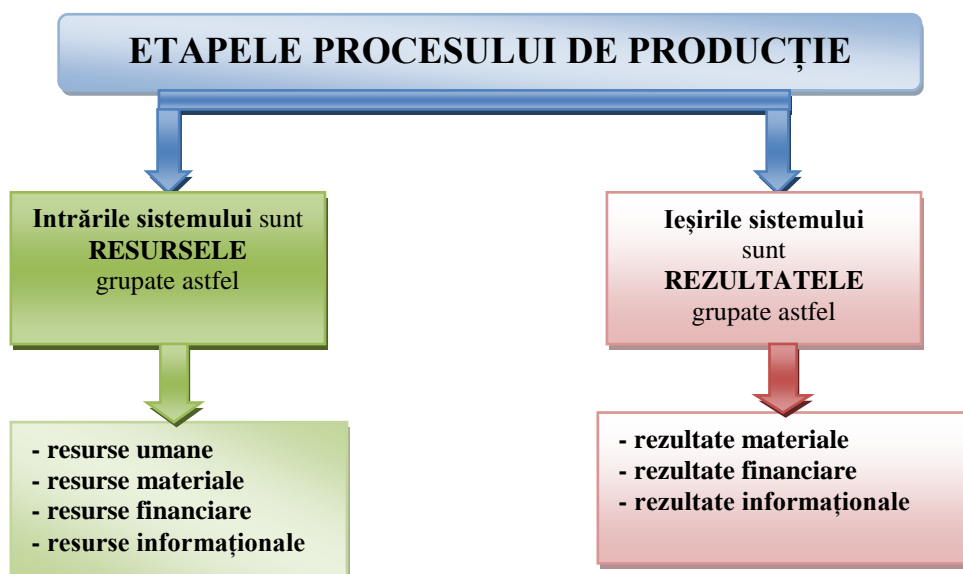 ETAPELE PROCESULUI DE PRODUCȚIE
Intrările sistemului sunt
RESURSELE
grupate astfel
Ieșirile sistemului
sunt
REZULTATELE
grupate astfel
- resurse umane
- resurse materiale
- resurse financiare
- resurse informaționale
- rezultate materiale
- rezultate financiare
- rezultate informaționale